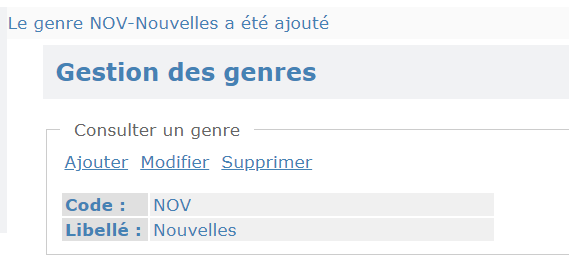 Le genre NOV-Nouvelles a été ajouté
Gestion des genres
Consulter un genre
Ajouter Modifier Supprimer
Code : NOV
Libellé : Nouvelles